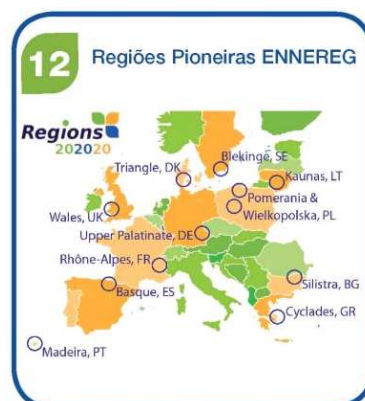 12
Regiões Pioneiras ENNEREG
Regions
202020
Triangle, DK
Blekinge, SE
Kaunas, LT
Pomerania &
Wielkopolska, PL
Wales, UK
Upper Palatinate, DE
Rhône-Alpes, FR
Basque, ES
Silistra, BG
Cyclades, GR
Madeira, PT